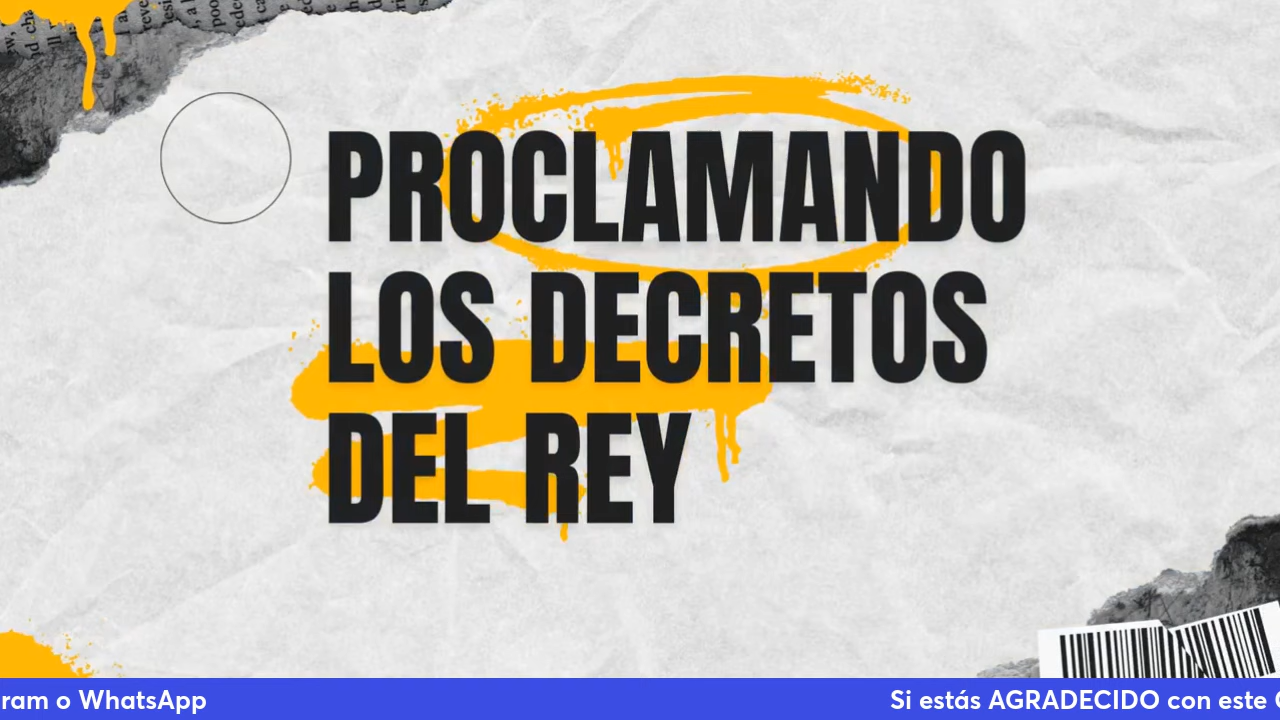 PROCLAMANDO
LOS DECRETOS
DEL REY
ram o WhatsApp
Si estás AGRADECIDO con este